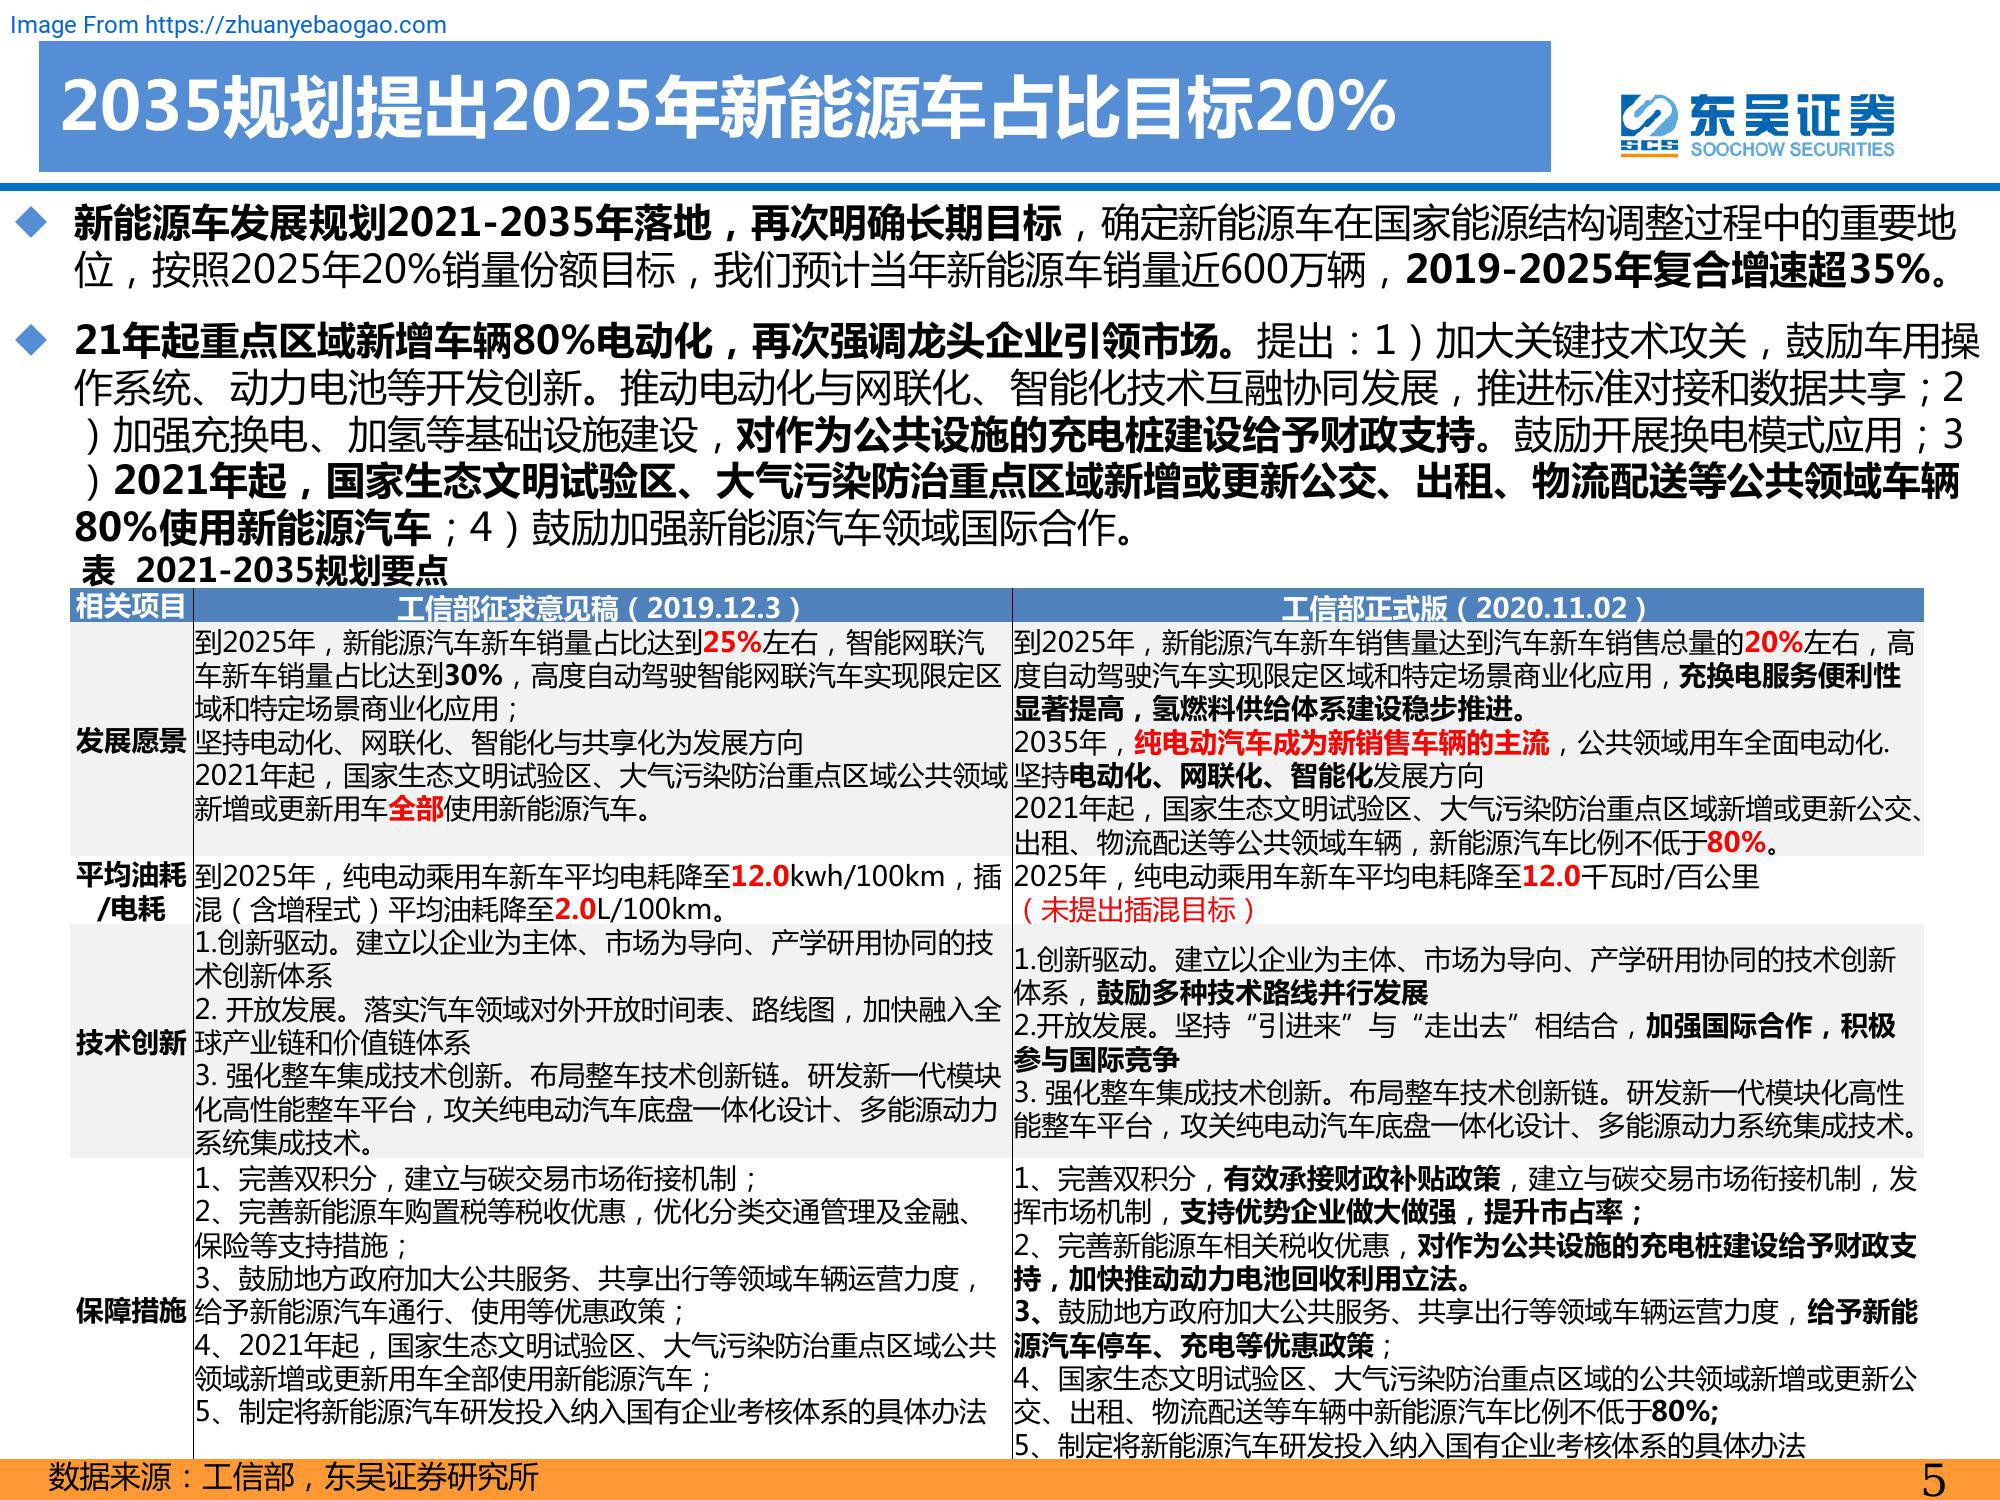 Image From https://zhuanyebaogao.com
2035规划提出2025年新能源车占比目标20%
SCS
东吴证券
SOOCHOW SECURITIES
新能源车发展规划2021-2035年落地，再次明确长期目标，确定新能源车在国家能源结构调整过程中的重要地
位，按照2025年20%销量份额目标，我们预计当年新能源车销量近600万辆，2019-2025年复合增速超35%。
21年起重点区域新增车辆80%电动化，再次强调龙头企业引领市场。提出：1）加大关键技术攻关，鼓励车用操
作系统、动力电池等开发创新。推动电动化与网联化、智能化技术互融协同发展，推进标准对接和数据共享；2
）加强充换电、加氢等基础设施建设，对作为公共设施的充电桩建设给予财政支持。鼓励开展换电模式应用；3
）2021年起，国家生态文明试验区、大气污染防治重点区域新增或更新公交、出租、物流配送等公共领域车辆
80%使用新能源汽车；4）鼓励加强新能源汽车领域国际合作。
表 2021-2035规划要点
相关项目
工信部征求意见稿（2019.12.3）
工信部正式版（2020.11.02）
发展愿景
到2025年，新能源汽车新车销量占比达到25%左右，智能网联汽
车新车销量占比达到30%，高度自动驾驶智能网联汽车实现限定区
域和特定场景商业化应用；
坚持电动化、网联化、智能化与共享化为发展方向
2021年起，国家生态文明试验区、大气污染防治重点区域公共领域
新增或更新用车全部使用新能源汽车。
到2025年，新能源汽车新车销售量达到汽车新车销售总量的20%左右，高
度自动驾驶汽车实现限定区域和特定场景商业化应用，充换电服务便利性
显著提高，氢燃料供给体系建设稳步推进。
2035年，纯电动汽车成为新销售车辆的主流，公共领域用车全面电动化.
坚持电动化、网联化、智能化发展方向
2021年起，国家生态文明试验区、大气污染防治重点区域新增或更新公交、
出租、物流配送等公共领域车辆，新能源汽车比例不低于80%。
平均油耗
/电耗
到2025年，纯电动乘用车新车平均电耗降至12.0kwh/100km，插
混（含增程式）平均油耗降至2.0L/100km。
2025年，纯电动乘用车新车平均电耗降至12.0千瓦时/百公里
（未提出插混目标）
技术创新
1.创新驱动。建立以企业为主体、市场为导向、产学研用协同的技
术创新体系
2. 开放发展。落实汽车领域对外开放时间表、路线图，加快融入全
球产业链和价值链体系
3. 强化整车集成技术创新。布局整车技术创新链。研发新一代模块
化高性能整车平台，攻关纯电动汽车底盘一体化设计、多能源动力
系统集成技术。
1.创新驱动。建立以企业为主体、市场为导向、产学研用协同的技术创新
体系，鼓励多种技术路线并行发展
2.开放发展。坚持“引进来”与“走出去”相结合，加强国际合作，积极
参与国际竞争
3. 强化整车集成技术创新。布局整车技术创新链。研发新一代模块化高性
能整车平台，攻关纯电动汽车底盘一体化设计、多能源动力系统集成技术。
保障措施
1、完善双积分，建立与碳交易市场衔接机制；
2、完善新能源车购置税等税收优惠，优化分类交通管理及金融、
保险等支持措施；
3、鼓励地方政府加大公共服务、共享出行等领域车辆运营力度，
给予新能源汽车通行、使用等优惠政策；
4、2021年起，国家生态文明试验区、大气污染防治重点区域公共
领域新增或更新用车全部使用新能源汽车；
5、制定将新能源汽车研发投入纳入国有企业考核体系的具体办法
1、完善双积分，有效承接财政补贴政策，建立与碳交易市场衔接机制，发
挥市场机制，支持优势企业做大做强，提升市占率；
2、完善新能源车相关税收优惠，对作为公共设施的充电桩建设给予财政支
持，加快推动动力电池回收利用立法。
3、鼓励地方政府加大公共服务、共享出行等领域车辆运营力度，给予新能
源汽车停车、充电等优惠政策；
4、国家生态文明试验区、大气污染防治重点区域的公共领域新增或更新公
交、出租、物流配送等车辆中新能源汽车比例不低于80%;
5、制定将新能源汽车研发投入纳入国有企业考核体系的具体办法
数据来源：工信部，东吴证券研究所
5